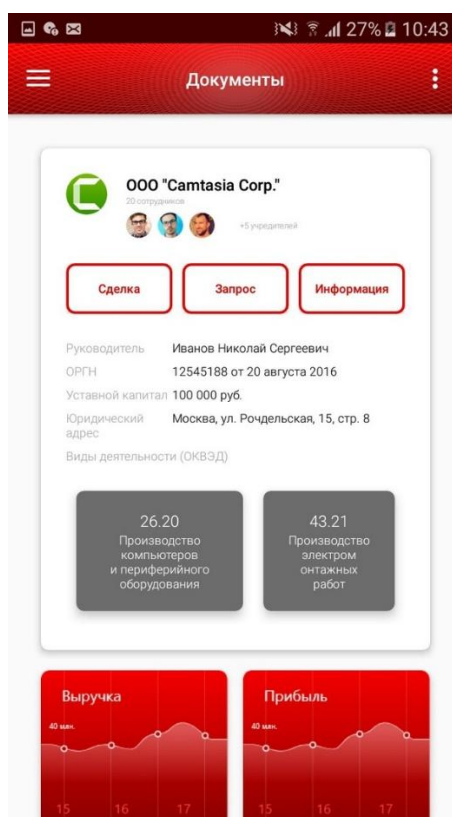 27% 10:43
Документы
ООО "Camtasia Corp."
20 сотрудников
+5 учредителей
Сделка Запрос Информация
Руководитель Иванов Николай Сергеевич
ОРГН 12545188 от 20 августа 2016
Уставной капитал 100 000 руб.
Юридический Москва, ул. Рочдельская, 15, стр. 8
адрес
Виды деятельности (ОКВЭД)
26.20
Производство
компьютеров
и периферийного
оборудования
43.21
Производство
электром
онтажных
работ
Выручка
40 млн.
15 16 17
Прибыль
40 млн.
15 16 17